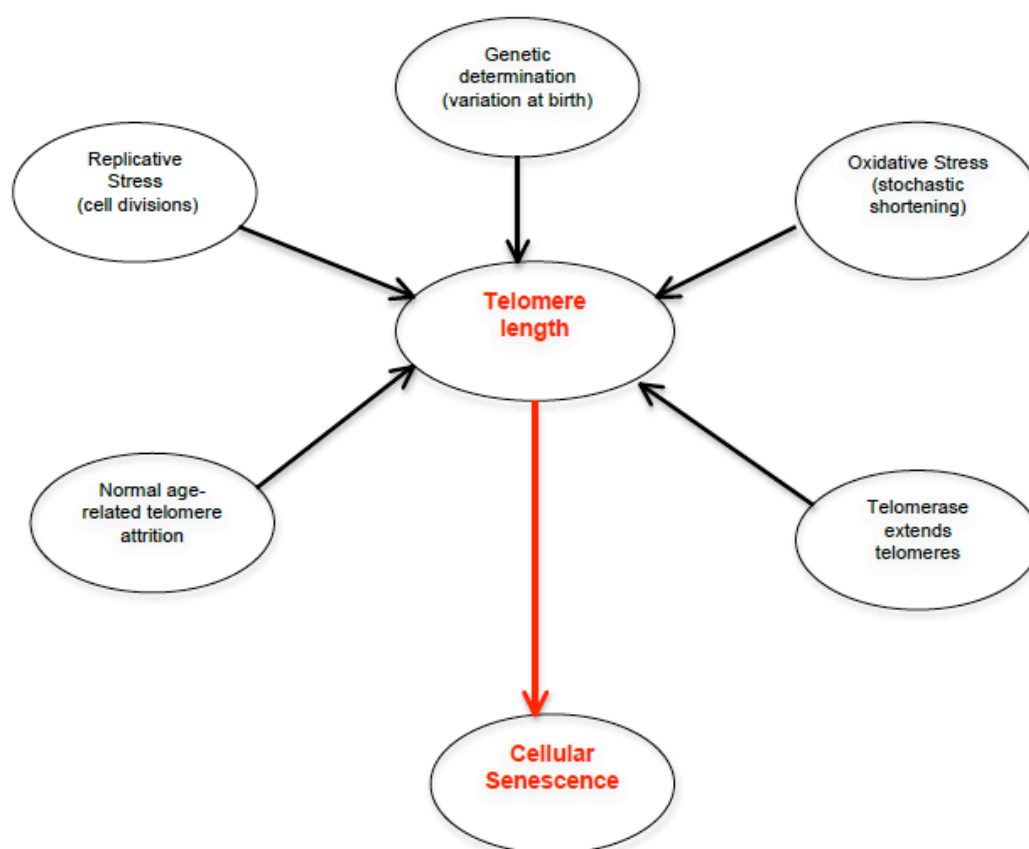 Genetic
determination
(variation at birth)
Replicative
Stress
(cell divisions)
Oxidative Stress
(stochastic
shortening)
Telomere
length
Normal age-
related telomere
attrition
Telomerase
extends
telomeres
Cellular
Senescence